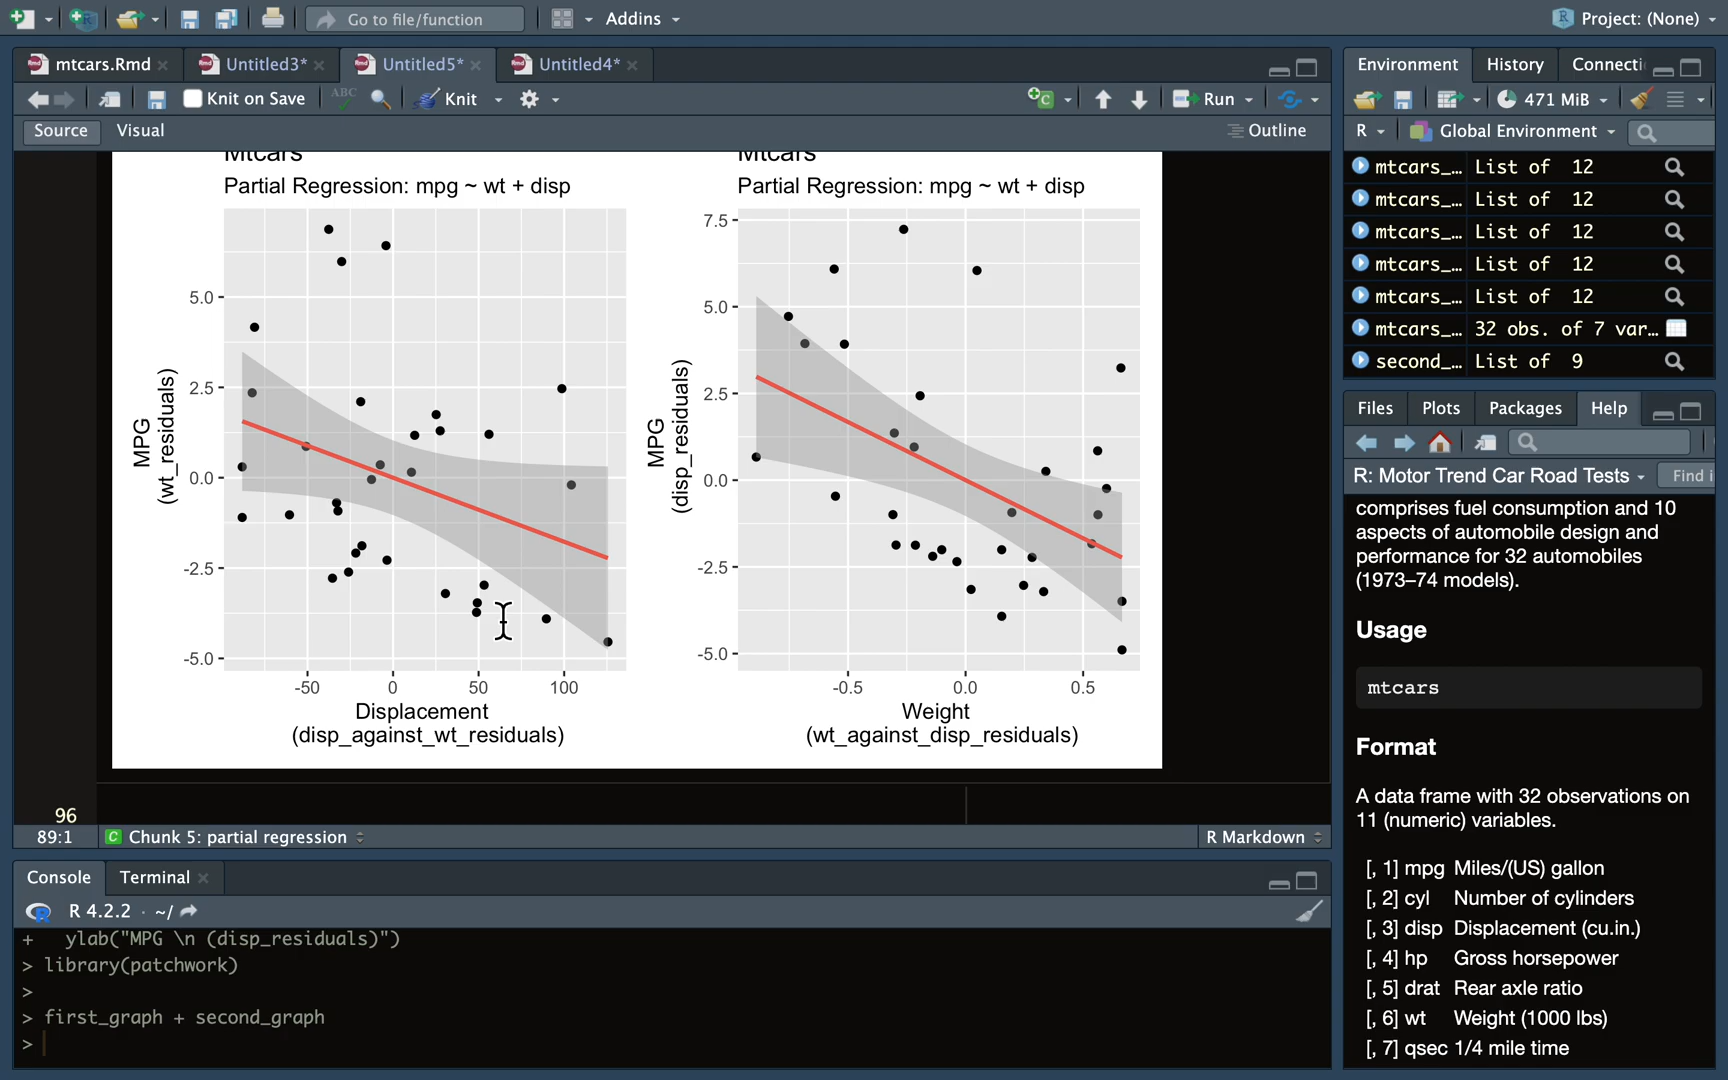 Go to file/function
Addins
Project: (None)
mtcars.Rmd
Untitled3*
Untitled5*
Untitled4*
Knit on Save
ABC
Knit
Run
Source
Visual
Outline
Mtcars
Partial Regression: mpg ~ wt + disp
5.0
2.5
0.0
-2.5
-5.0
MPG
(wt_residuals)
-50
0
50
100
Displacement
(disp_against_wt_residuals)
Mtcars
Partial Regression: mpg ~ wt + disp
7.5
5.0
2.5
0.0
-2.5
-5.0
MPG
(disp_residuals)
-0.5
0.0
0.5
Weight
(wt_against_disp_residuals)
96
89:1
C
Chunk 5: partial regression
R Markdown
Console
Terminal
R 4.2.2 · ~/
+ ylab("MPG \n (disp_residuals)")
> library(patchwork)
>
> first_graph + second_graph
>
Environment
History
Connecti
471 MiB
R
Global Environment
mtcars_… List of 12
mtcars_… List of 12
mtcars_… List of 12
mtcars_… List of 12
mtcars_… List of 12
mtcars_… 32 obs. of 7 var…
second_… List of 9
Files
Plots
Packages
Help
R: Motor Trend Car Road Tests
Find i
comprises fuel consumption and 10
aspects of automobile design and
performance for 32 automobiles
(1973–74 models).
Usage
mtcars
Format
A data frame with 32 observations on
11 (numeric) variables.
[, 1] mpg Miles/(US) gallon
[, 2] cyl Number of cylinders
[, 3] disp Displacement (cu.in.)
[, 4] hp Gross horsepower
[, 5] drat Rear axle ratio
[, 6] wt Weight (1000 lbs)
[, 7] qsec 1/4 mile time